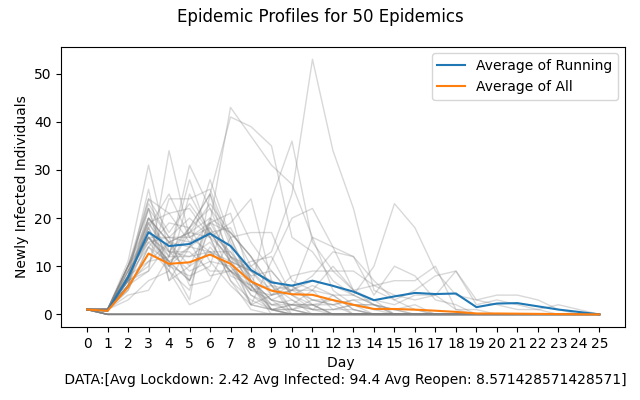 Epidemic Profiles for 50 Epidemics
Average of Running
Average of All
50
40
30
20
10
0
Newly Infected Individuals
0 1 2 3 4 5 6 7 8 9 10 11 12 13 14 15 16 17 18 19 20 21 22 23 24 25
Day
DATA:[Avg Lockdown: 2.42 Avg Infected: 94.4 Avg Reopen: 8.571428571428571]